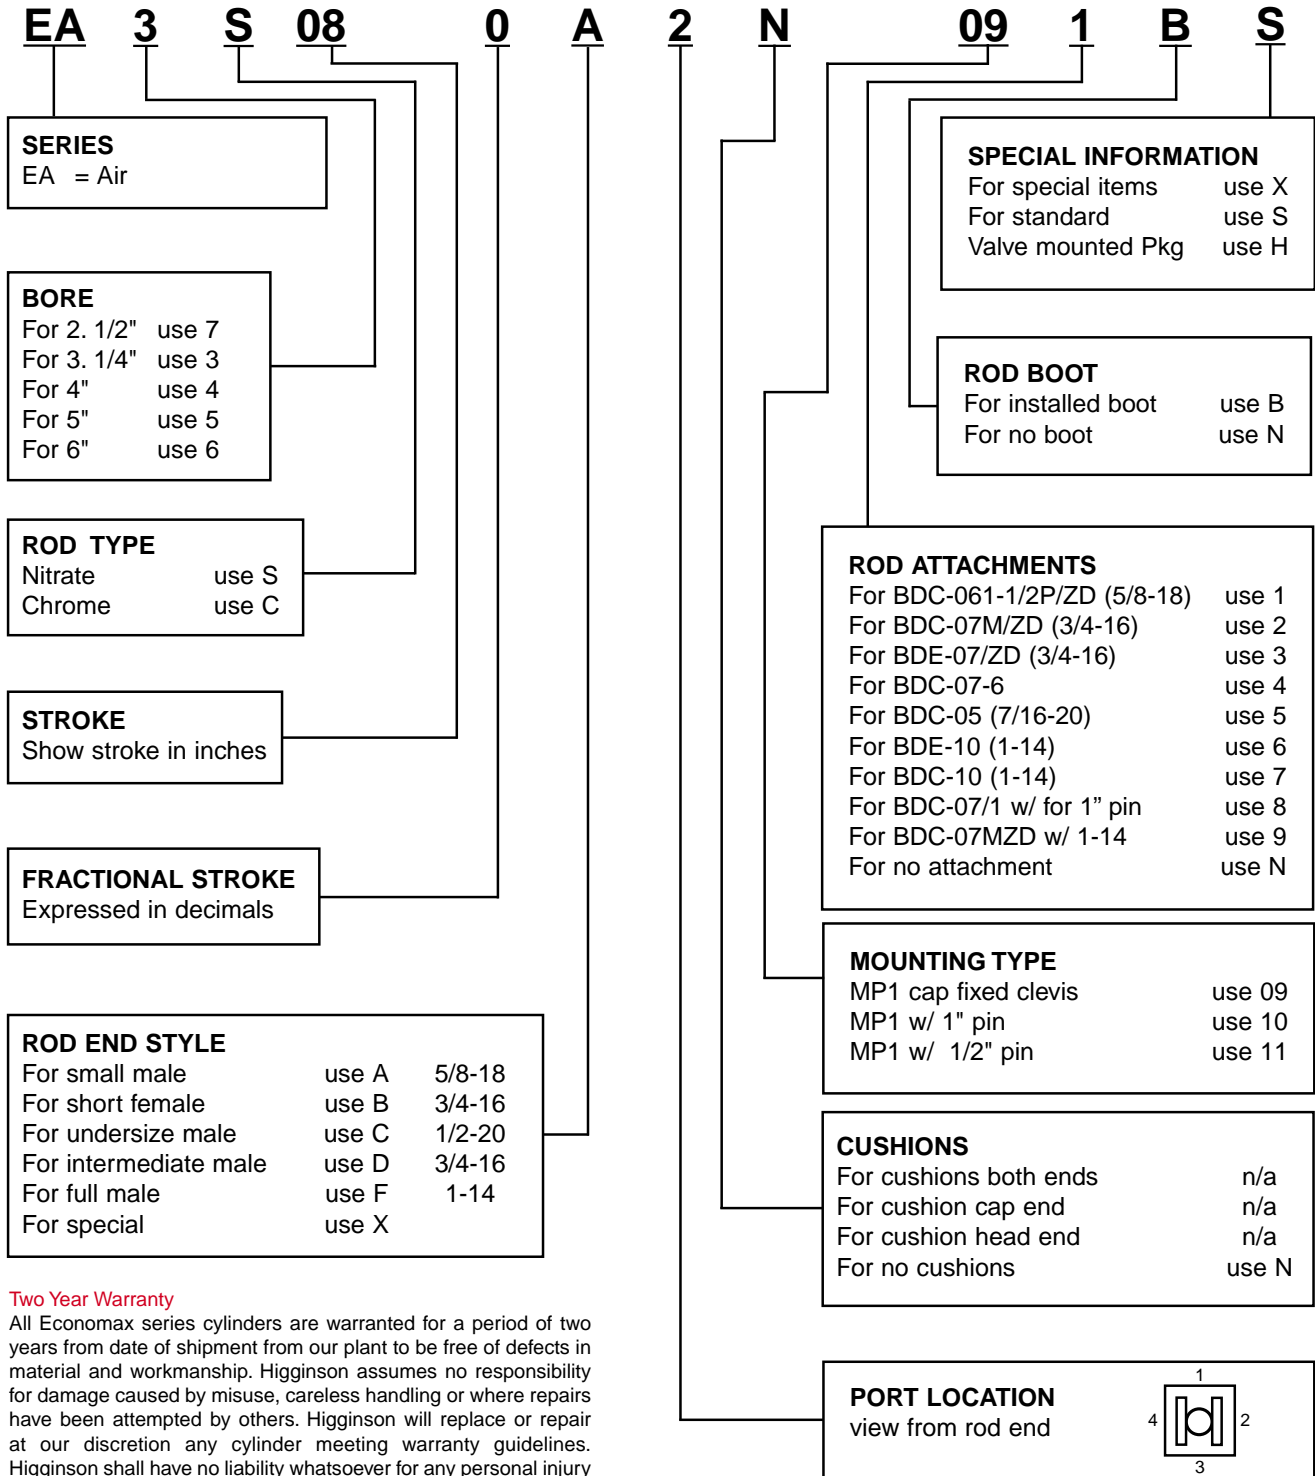 EA 3 S 08 0 A 2 N 09 1 B S
SERIES
EA = Air
BORE
For 2. 1/2" use 7
For 3. 1/4" use 3
For 4" use 4
For 5" use 5
For 6" use 6
ROD TYPE
Nitrate use S
Chrome use C
STROKE
Show stroke in inches
FRACTIONAL STROKE
Expressed in decimals
ROD END STYLE
For small male use A 5/8-18
For short female use B 3/4-16
For undersize male use C 1/2-20
For intermediate male use D 3/4-16
For full male use F 1-14
For special use X
Two Year Warranty
All Economax series cylinders are warranted for a period of two
years from date of shipment from our plant to be free of defects in
material and workmanship. Higginson assumes no responsibility
for damage caused by misuse, careless handling or where repairs
have been attempted by others. Higginson will replace or repair
at our discretion any cylinder meeting warranty guidelines.
Higginson shall have no liability whatsoever for any personal injury
SPECIAL INFORMATION
For special items use X
For standard use S
Valve mounted Pkg use H
ROD BOOT
For installed boot use B
For no boot use N
ROD ATTACHMENTS
For BDC-061-1/2P/ZD (5/8-18) use 1
For BDC-07M/ZD (3/4-16) use 2
For BDE-07/ZD (3/4-16) use 3
For BDC-07-6 use 4
For BDC-05 (7/16-20) use 5
For BDE-10 (1-14) use 6
For BDC-10 (1-14) use 7
For BDC-07/1 w/ for 1” pin use 8
For BDC-07MZD w/ 1-14 use 9
For no attachment use N
MOUNTING TYPE
MP1 cap fixed clevis use 09
MP1 w/ 1" pin use 10
MP1 w/ 1/2" pin use 11
CUSHIONS
For cushions both ends n/a
For cushion cap end n/a
For cushion head end n/a
For no cushions use N
PORT LOCATION
view from rod end
1
4 2
3